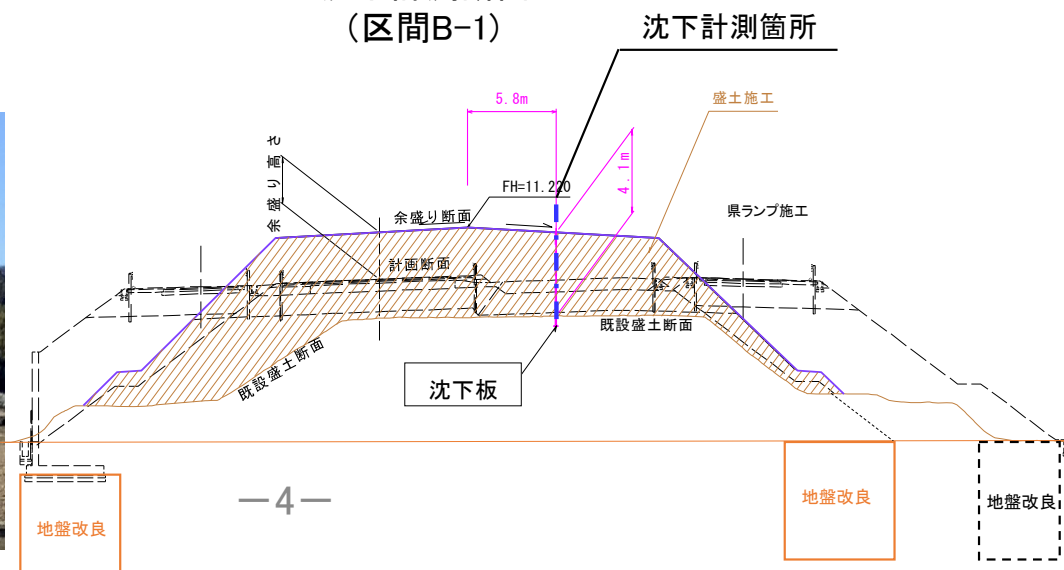 (区間B-1)
沈下計測箇所
5.8m
盛土施工
4.1m
余盛り高さ
FH=11.220
余盛り断面
県ランプ施工
計画断面
既設盛土断面
既設盛土断面
沈下板
-4-
地盤改良
地盤改良
地盤改良